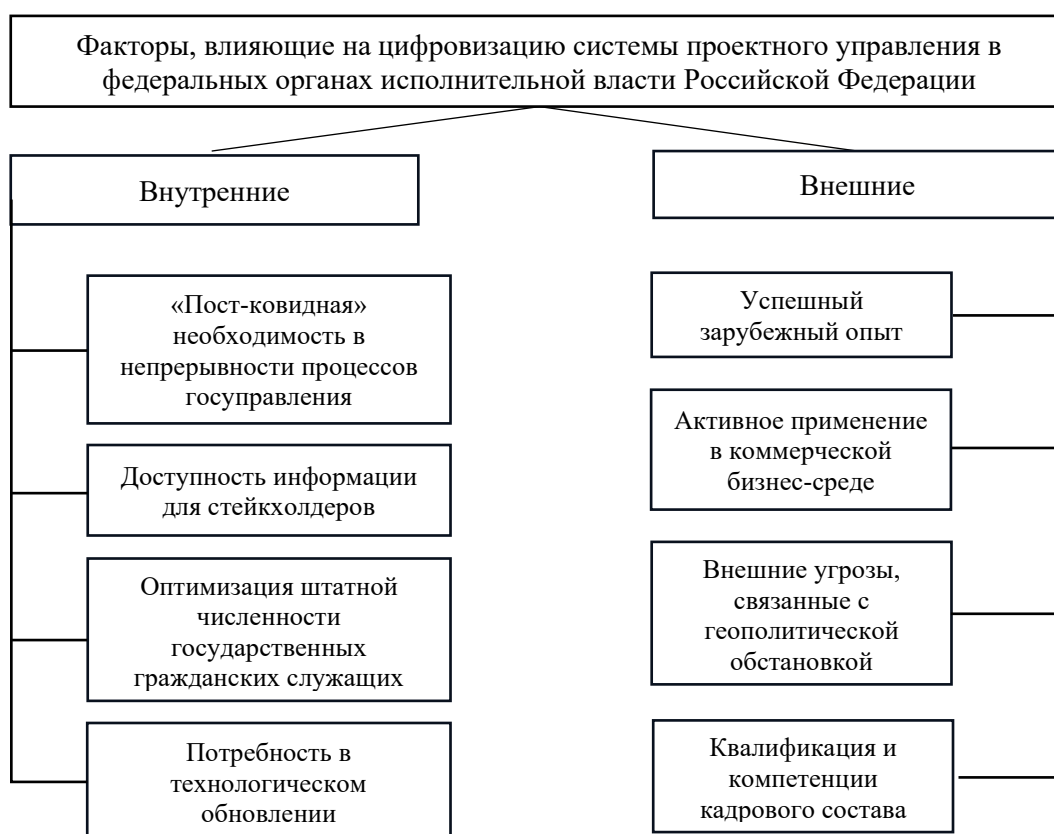 Факторы, влияющие на цифровизацию системы проектного управления в
федеральных органах исполнительной власти Российской Федерации
Внутренние
«Пост-ковидная»
необходимость в
непрерывности процессов
госуправления
Доступность информации
для стейкхолдеров
Оптимизация штатной
численности
государственных
гражданских служащих
Потребность в
технологическом
обновлении
Внешние
Успешный
зарубежный опыт
Активное применение
в коммерческой
бизнес-среде
Внешние угрозы,
связанные с
геополитической
обстановкой
Квалификация и
компетенции
кадрового состава